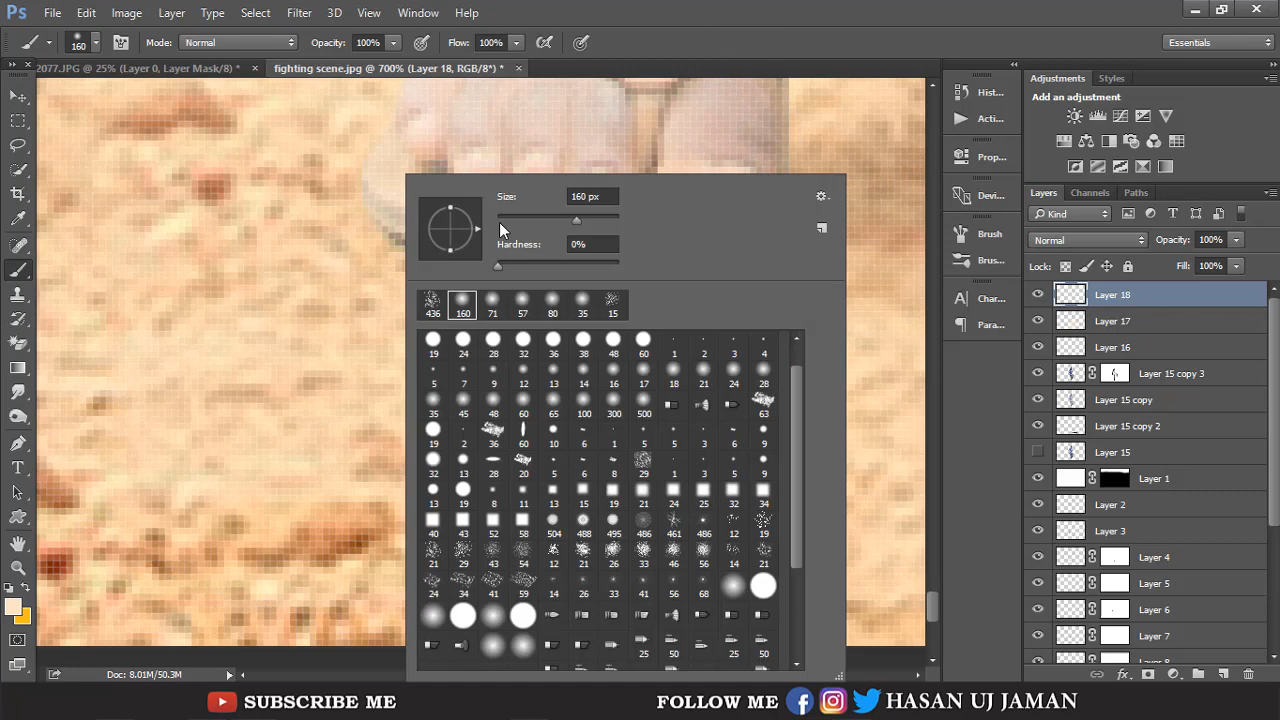 Ps File Edit Image Layer Type Select Filter 3D View Window Help
160 Mode: Normal Opacity: 100% Flow: 100% Essentials
2077.JPG @ 25% (Layer 0, Layer Mask/8) * × fighting scene.jpg @ 700% (Layer 18, RGB/8*) * ×
Adjustments Styles
Hist...
Add an adjustment
Acti...
Prop...
Size: 160 px
Devi...
Layers Channels Paths
Kind
Brush
Normal Opacity: 100%
Hardness: 0%
Brus...
Lock: Fill: 100%
Char...
Layer 18
436 160 71 57 80 35 15
Para...
Layer 17
19 24 28 32 36 38 48 60 1 2 3 4
Layer 16
5 7 9 12 13 14 16 17 18 21 24 28
Layer 15 copy 3
35 45 48 60 65 100 300 500 63
Layer 15 copy
19 2 36 60 10 6 1 5 5 3 6 9
Layer 15 copy 2
32 13 28 20 5 6 8 29 1 3 5 9
Layer 15
13 19 8 11 13 15 19 21 24 25 32 34
Layer 1
40 43 52 58 504 488 495 486 461 486 12 19
Layer 2
21 29 43 54 12 21 26 33 46 56 14 21
Layer 3
24 34 41 59 14 26 33 41 56 68
Layer 4
Layer 5
Layer 6
25 50 25 50
Layer 7
Layer 8
Doc: 8.01M/50.3M
SUBSCRIBE ME FOLLOW ME HASAN UJ JAMAN